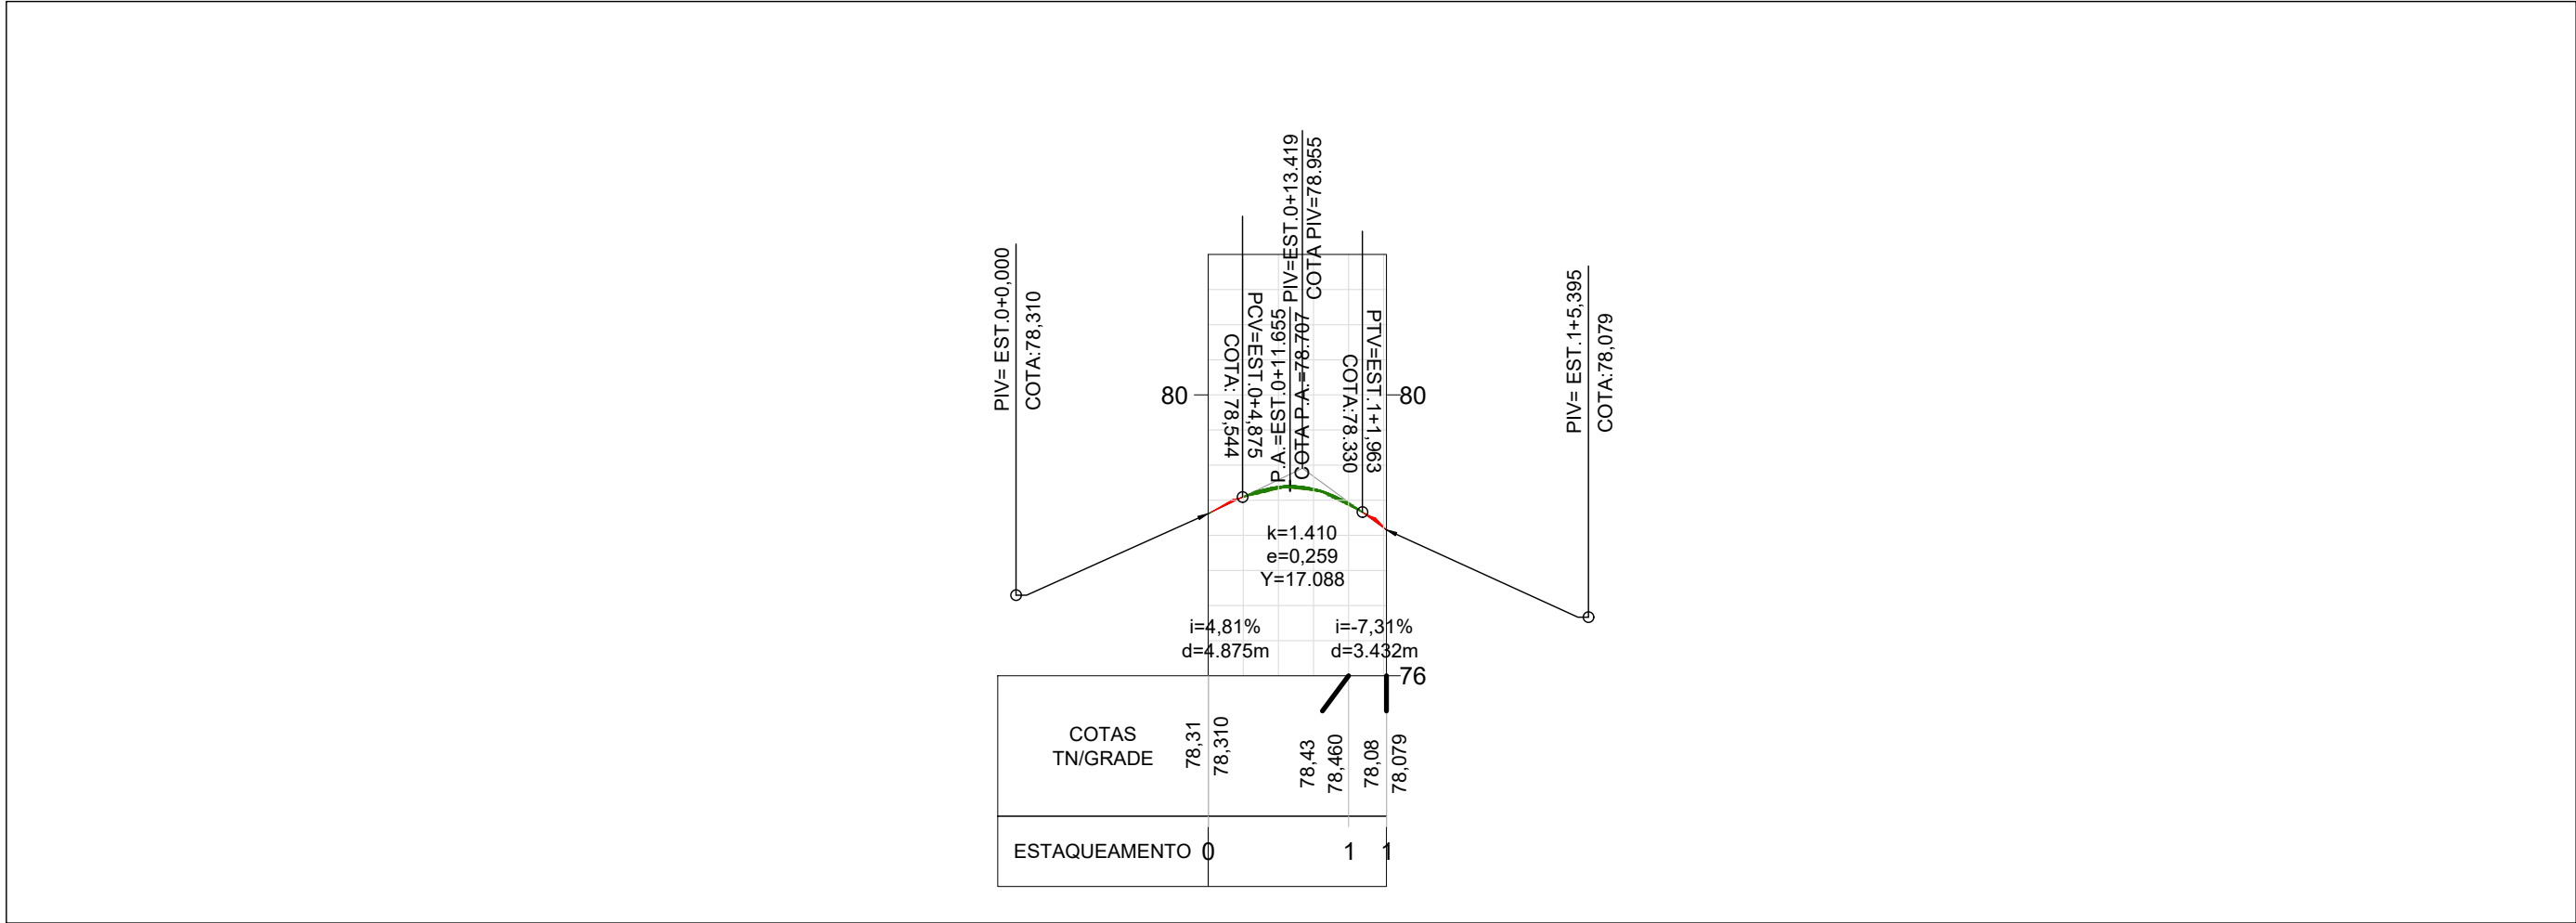 PIV= EST.0+0,000
COTA:78,310
COTA: 78,544
PCV=EST.0+4,875
P.A.=EST.0+11.655
COTA P.A.=78.707
PIV=EST.0+13.419
COTA PIV=78.955
COTA:78.330
PTV=EST.1+1,963
PIV= EST.1+5,395
COTA:78,079
80
80
k=1.410
e=0,259
Y=17.088
i=4,81%
d=4.875m
i=-7,31%
d=3.432m
76
COTAS
TN/GRADE
78,31
78,310
78,43
78,460
78,08
78,079
ESTAQUEAMENTO
0
1
1